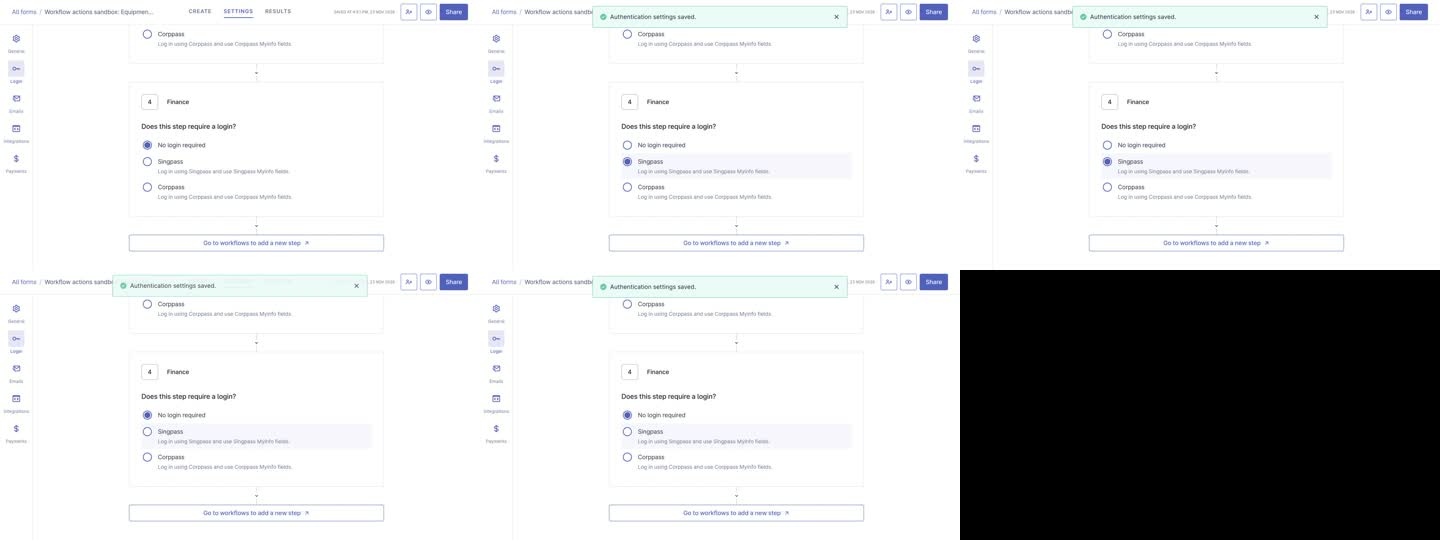 All forms / Workflow actions sandbox: Equipmen...
CREATE
SETTINGS
RESULTS
Share
General
Login
Emails
Integrations
Payments
Corppass
Log in using Corppass and use Corppass MyInfo fields.
4 Finance
Does this step require a login?
No login required
Singpass
Log in using Singpass and use Singpass MyInfo fields.
Corppass
Log in using Corppass and use Corppass MyInfo fields.
Go to workflows to add a new step
All forms / Workflow actions sandbo
Authentication settings saved.
Share
General
Login
Emails
Integrations
Payments
Corppass
Log in using Corppass and use Corppass MyInfo fields.
4 Finance
Does this step require a login?
No login required
Singpass
Log in using Singpass and use Singpass MyInfo fields.
Corppass
Log in using Corppass and use Corppass MyInfo fields.
Go to workflows to add a new step
All forms / Workflow actions sandbo
Authentication settings saved.
Share
General
Login
Emails
Integrations
Payments
Corppass
Log in using Corppass and use Corppass MyInfo fields.
4 Finance
Does this step require a login?
No login required
Singpass
Log in using Singpass and use Singpass MyInfo fields.
Corppass
Log in using Corppass and use Corppass MyInfo fields.
Go to workflows to add a new step
All forms / Workflow actions sandbo
Authentication settings saved.
Share
General
Login
Emails
Integrations
Payments
Corppass
Log in using Corppass and use Corppass MyInfo fields.
4 Finance
Does this step require a login?
No login required
Singpass
Log in using Singpass and use Singpass MyInfo fields.
Corppass
Log in using Corppass and use Corppass MyInfo fields.
Go to workflows to add a new step
All forms / Workflow actions sandbo
Authentication settings saved.
Share
General
Login
Emails
Integrations
Payments
Corppass
Log in using Corppass and use Corppass MyInfo fields.
4 Finance
Does this step require a login?
No login required
Singpass
Log in using Singpass and use Singpass MyInfo fields.
Corppass
Log in using Corppass and use Corppass MyInfo fields.
Go to workflows to add a new step